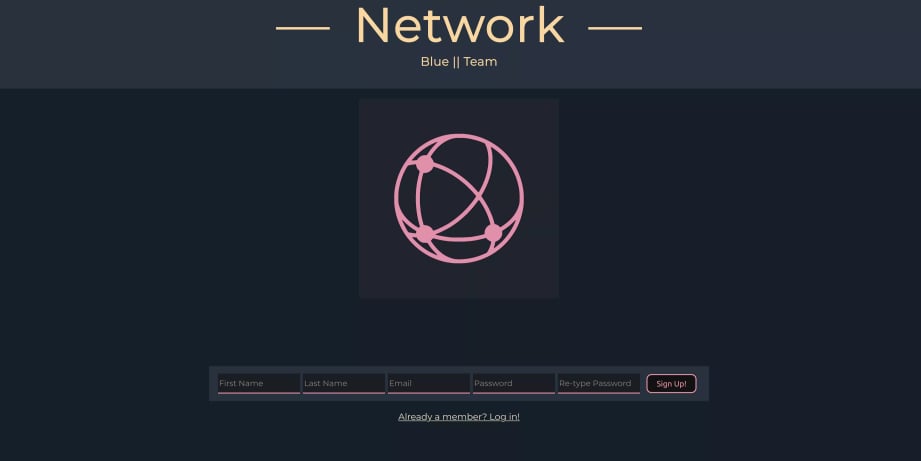 Network
Blue || Team
First Name Last Name Email Password Re-type Password Sign Up!
Already a member? Log in!